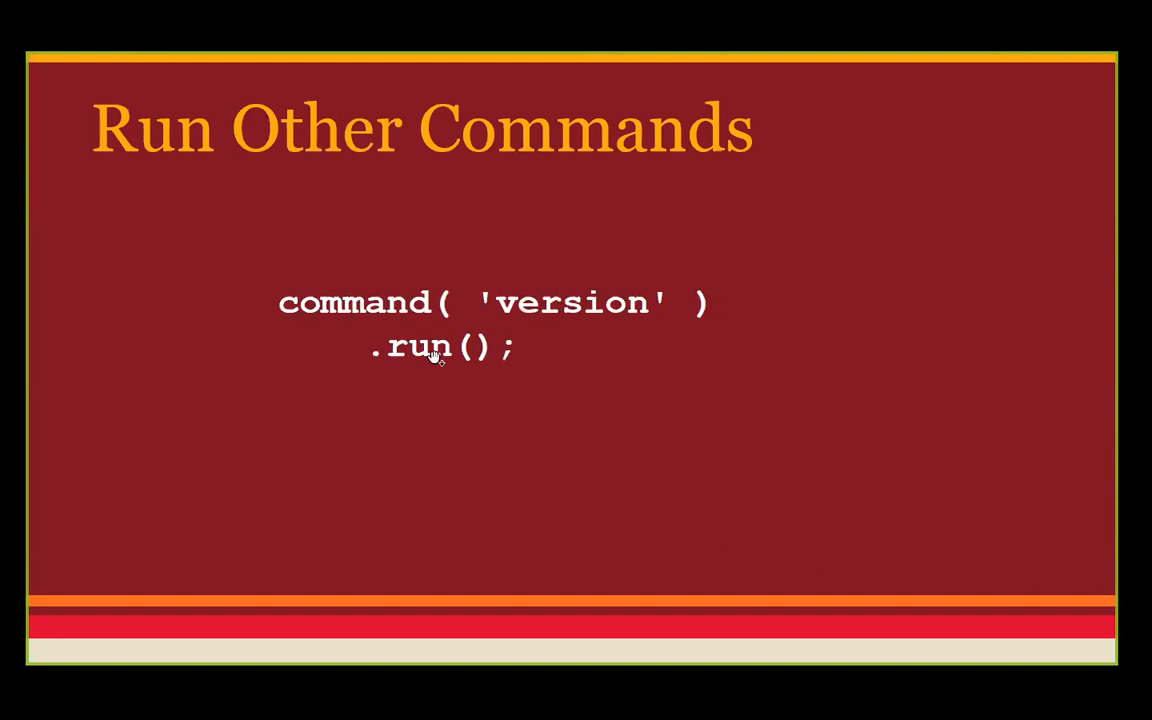 Run Other Commands
command( 'version' )
.run();